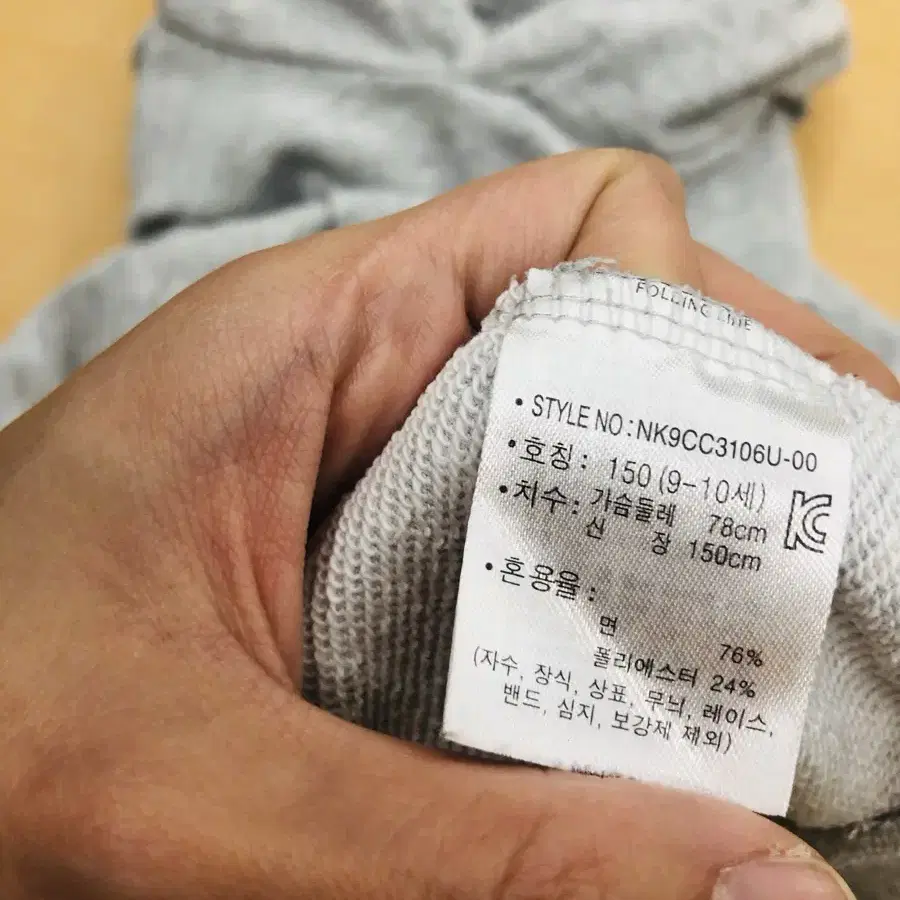 FOLDING LINE
• STYLE NO : NK9CC3106U-00
• 호칭 : 150 (9-10세)
• 치수 : 가슴둘레 78cm
신 장 150cm
• 혼용율 :
면 76%
폴리에스터 24%
(자수, 장식, 상표, 무늬, 레이스,
밴드, 심지, 보강제 제외)